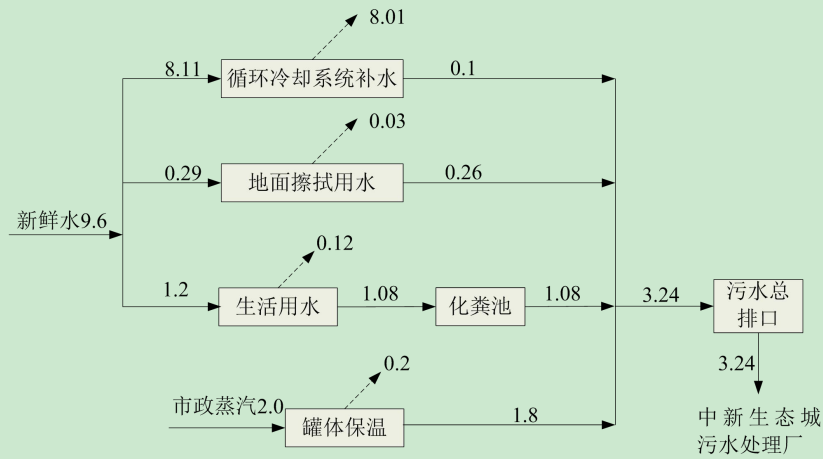 8.01
8.11
循环冷却系统补水
0.1
0.03
0.29
地面擦拭用水
0.26
新鲜水9.6
0.12
1.2
生活用水
1.08
化粪池
1.08
3.24
污水总
排口
3.24
0.2
市政蒸汽2.0
罐体保温
1.8
中新生态城
污水处理厂